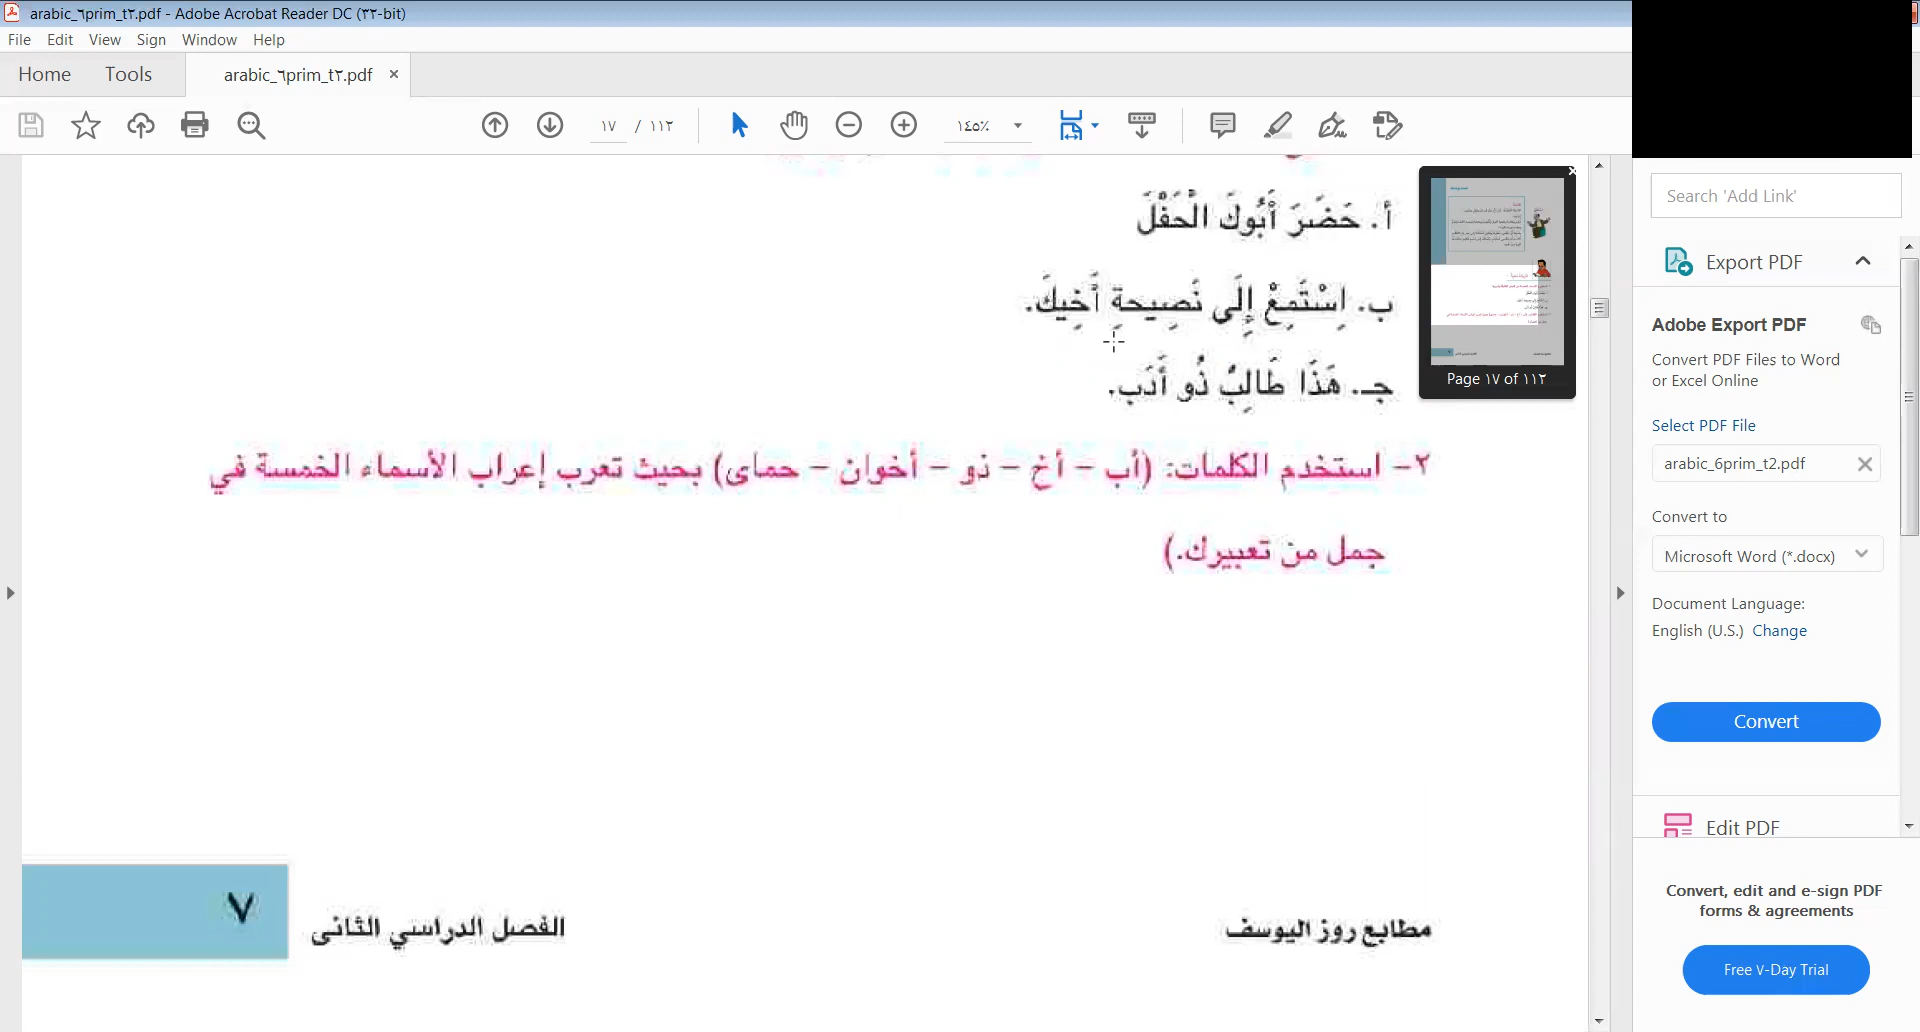 arabic_٦prim_t٢.pdf - Adobe Acrobat Reader DC (٣٢-bit)
File Edit View Sign Window Help
Home Tools arabic_٦prim_t٢.pdf ×
١٧ / ١١٢ ١٤٥٪
Search 'Add Link'
أ. حَضَرَ أَبُوكَ الْحَفْلَ
ب. اِسْتَمِعْ إِلَى نَصِيحةِ أَخِيكَ.
جـ. هَذَا طَالِبٌ ذُو أَدَب.
٢- استخدم الكلمات: (أب - أخ - ذو - أخوان - حماى) بحيث تعرب إعراب الأسماء الخمسة في
جمل من تعبيرك.)
Page ١٧ of ١١٢
مطابع روز اليوسف
الفصل الدراسي الثانى
٧
Export PDF
Adobe Export PDF
Convert PDF Files to Word
or Excel Online
Select PDF File
arabic_6prim_t2.pdf
Convert to
Microsoft Word (*.docx)
Document Language:
English (U.S.) Change
Convert
Edit PDF
Convert, edit and e-sign PDF
forms & agreements
Free ٧-Day Trial